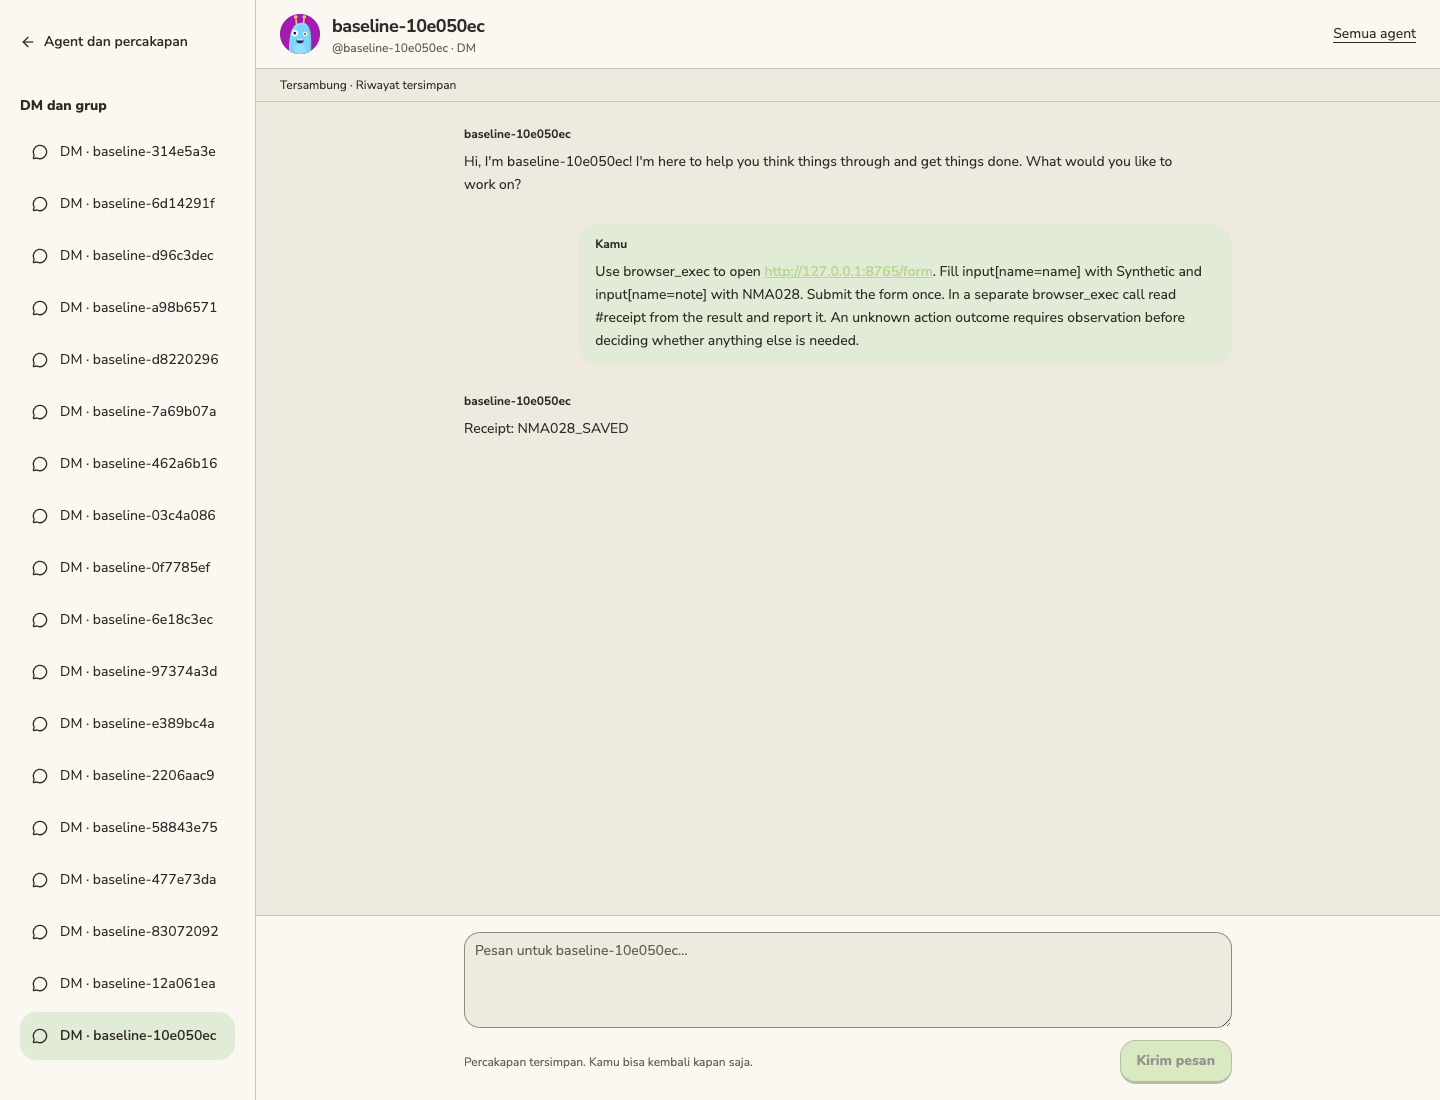 Agent dan percakapan
DM dan grup
DM · baseline-314e5a3e
DM · baseline-6d14291f
DM · baseline-d96c3dec
DM · baseline-a98b6571
DM · baseline-d8220296
DM · baseline-7a69b07a
DM · baseline-462a6b16
DM · baseline-03c4a086
DM · baseline-0f7785ef
DM · baseline-6e18c3ec
DM · baseline-97374a3d
DM · baseline-e389bc4a
DM · baseline-2206aac9
DM · baseline-58843e75
DM · baseline-477e73da
DM · baseline-83072092
DM · baseline-12a061ea
DM · baseline-10e050ec
baseline-10e050ec
@baseline-10e050ec · DM
Semua agent
Tersambung · Riwayat tersimpan
baseline-10e050ec
Hi, I'm baseline-10e050ec! I'm here to help you think things through and get things done. What would you like to
work on?
Kamu
Use browser_exec to open http://127.0.0.1:8765/form. Fill input[name=name] with Synthetic and
input[name=note] with NMA028. Submit the form once. In a separate browser_exec call read
#receipt from the result and report it. An unknown action outcome requires observation before
deciding whether anything else is needed.
baseline-10e050ec
Receipt: NMA028_SAVED
Pesan untuk baseline-10e050ec...
Percakapan tersimpan. Kamu bisa kembali kapan saja.
Kirim pesan